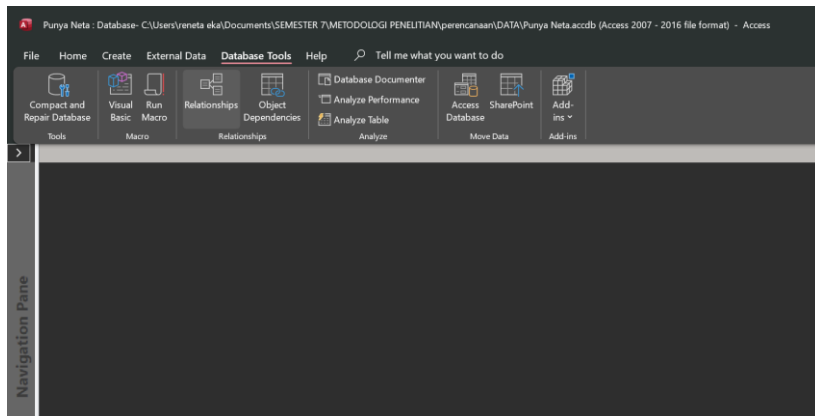 Punya Neta : Database- C:\Users\reneta eka\Documents\SEMESTER 7\METODOLOGI PENELITIAN\perencanaan\DATA\Punya Neta.accdb (Access 2007 - 2016 file format) - Access
File Home Create External Data Database Tools Help Tell me what you want to do
Compact and
Repair Database
Tools
Visual
Basic
Run
Macro
Macro
Relationships
Object
Dependencies
Relationships
Database Documenter
Analyze Performance
Analyze Table
Analyze
Access
Database
SharePoint
Move Data
Add-
ins
Add-ins
Navigation Pane